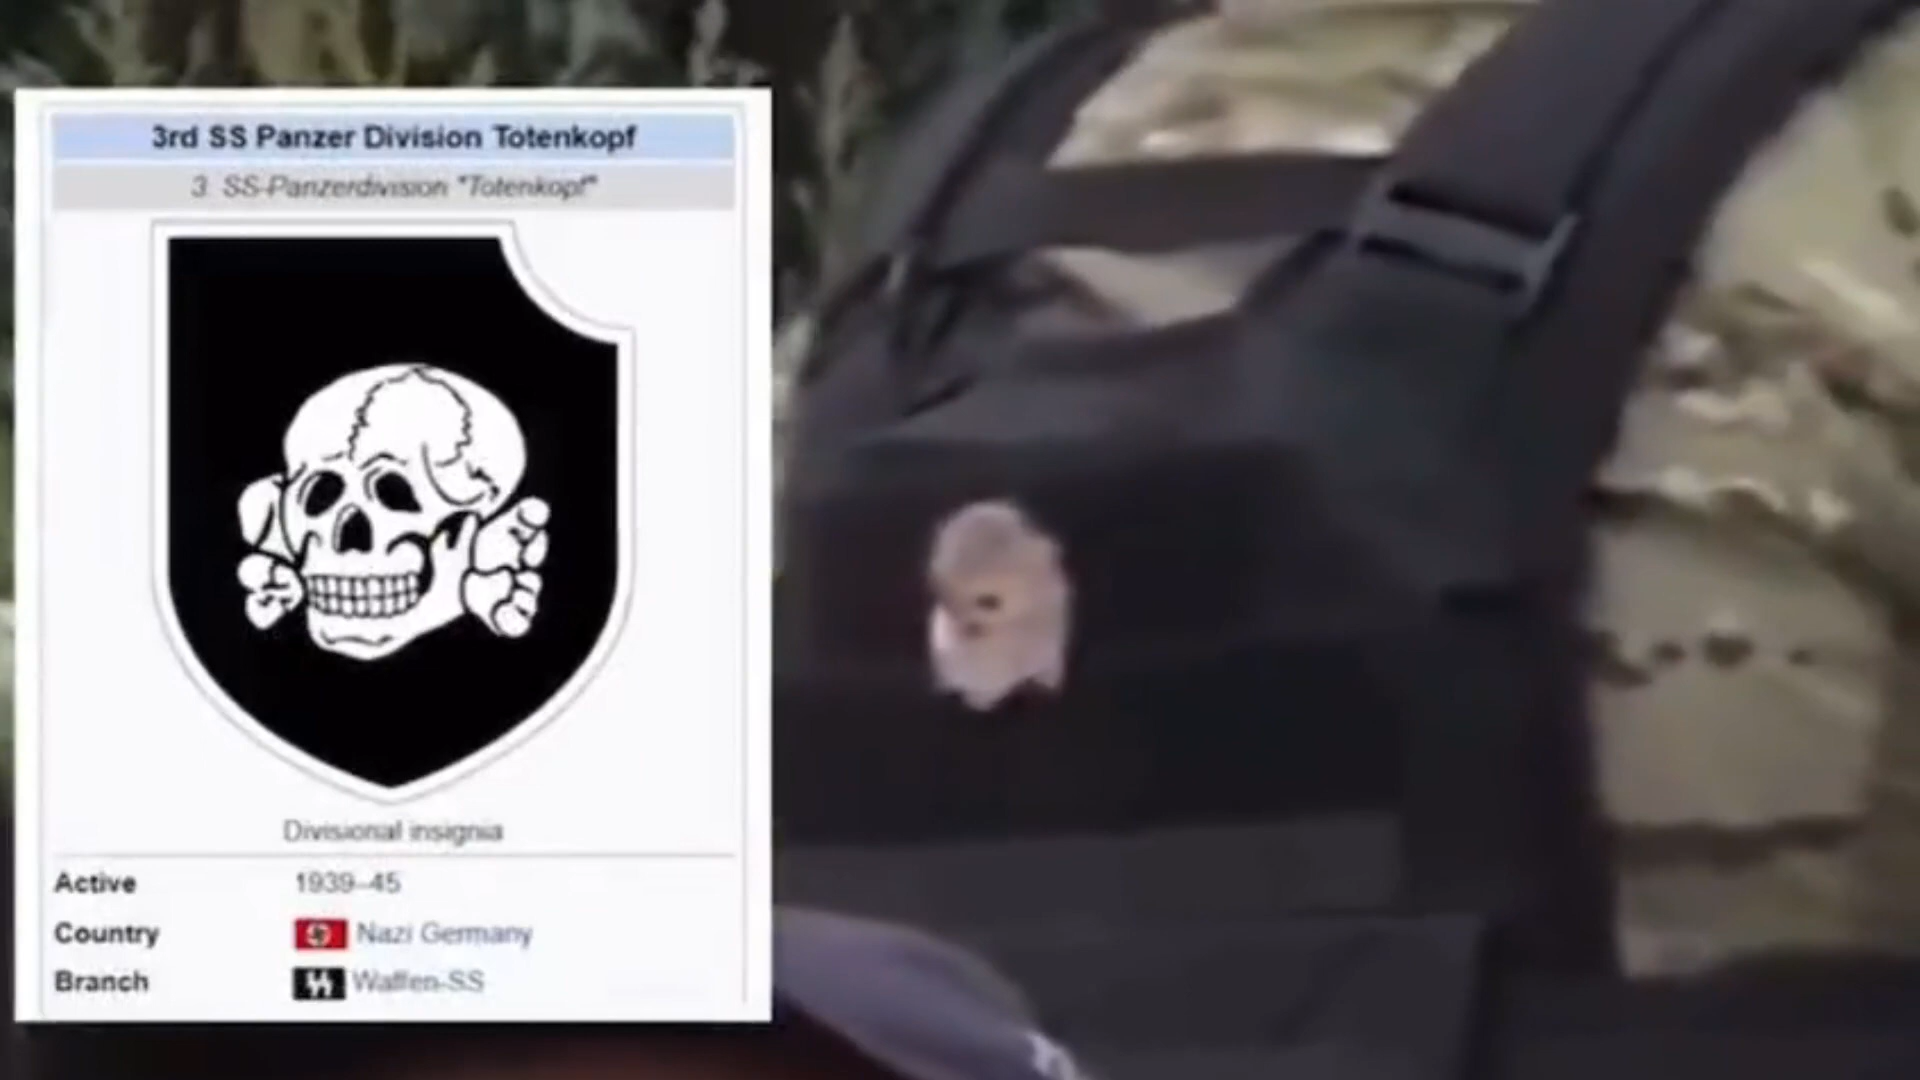 3rd SS Panzer Division Totenkopf
3. SS-Panzerdivision "Totenkopf"
Divisional insignia
Active 1939–45
Country Nazi Germany
Branch Waffen-SS